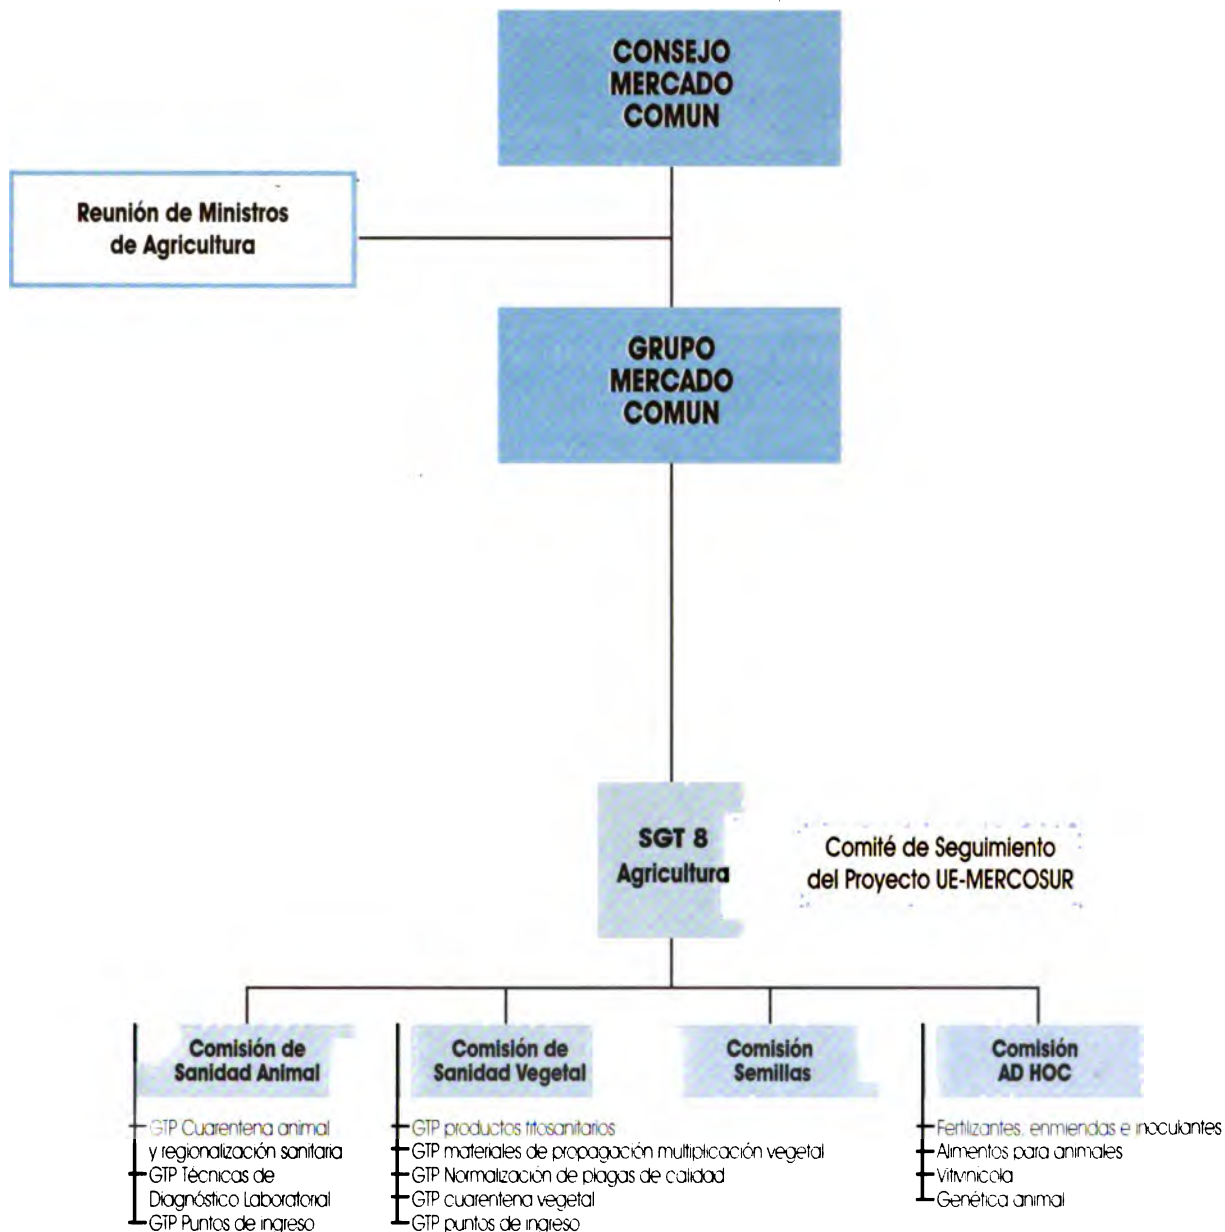 CONSEJO
MERCADO
COMUN
Reunión de Ministros
de Agricultura
GRUPO
MERCADO
COMUN
SGT 8
Agricultura
Comité de Seguimiento
del Proyecto UE-MERCOSUR
Comisión de
Sanidad Animal
GTP Cuarentena animal
y regionalización sanitaria
GTP Técnicas de
Diagnóstico Laboratorial
GTP Puntos de ingreso
Comisión de
Sanidad Vegetal
GTP productos fitosanitarios
GTP materiales de propagación multiplicación vegetal
GTP Normalización de plagas de calidad
GTP cuarentena vegetal
GTP puntos de ingreso
Comisión
Semillas
Comisión
AD HOC
Fertilizantes, enmiendas e inoculantes
Alimentos para animales
Vitivnícola
Genética animal